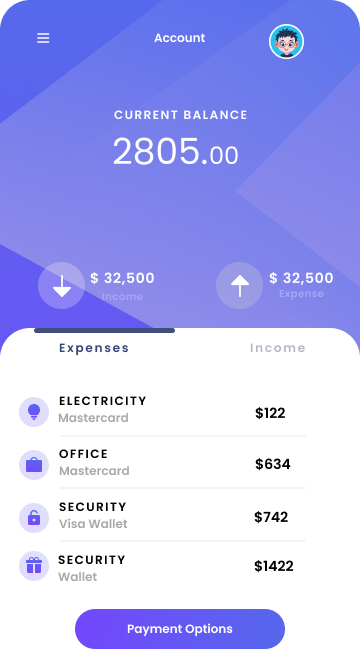 Account
CURRENT BALANCE
2805.00
$ 32,500
Income
$ 32,500
Expense
Expenses
Income
ELECTRICITY
Mastercard
$122
OFFICE
Mastercard
$634
SECURITY
Visa Wallet
$742
SECURITY
Wallet
$1422
Payment Options